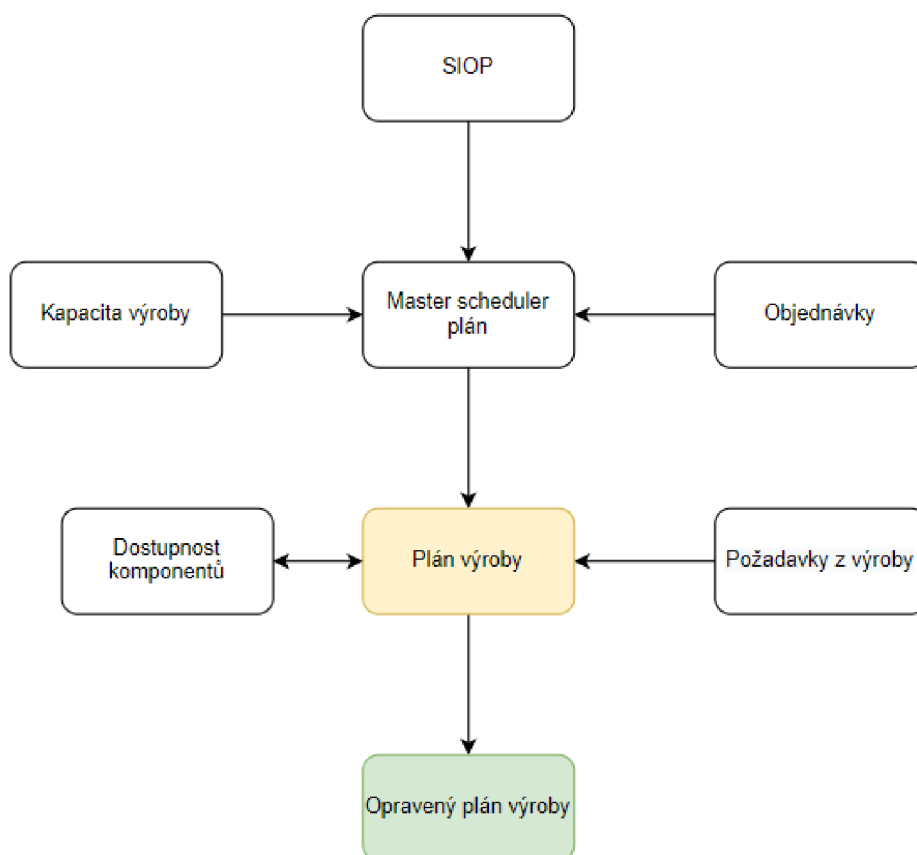 SIOP
Kapacita výroby
Master scheduler
plán
Objednávky
Dostupnost
komponentů
Plán výroby
Požadavky z výroby
Opravený plán výroby